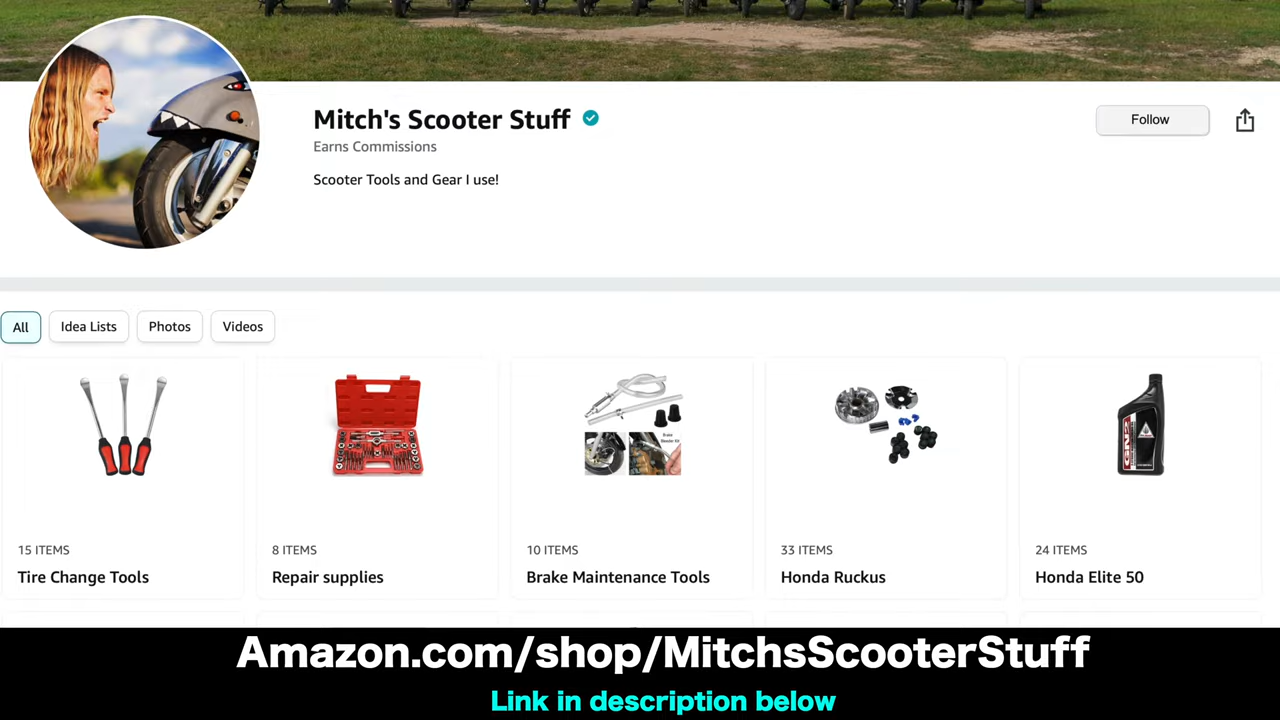 Mitch's Scooter Stuff
Earns Commissions
Scooter Tools and Gear I use!
Follow
All
Idea Lists
Photos
Videos
15 ITEMS
Tire Change Tools
8 ITEMS
Repair supplies
10 ITEMS
Brake Maintenance Tools
33 ITEMS
Honda Ruckus
24 ITEMS
Honda Elite 50
GN4
Amazon.com/shop/MitchsScooterStuff
Link in description below